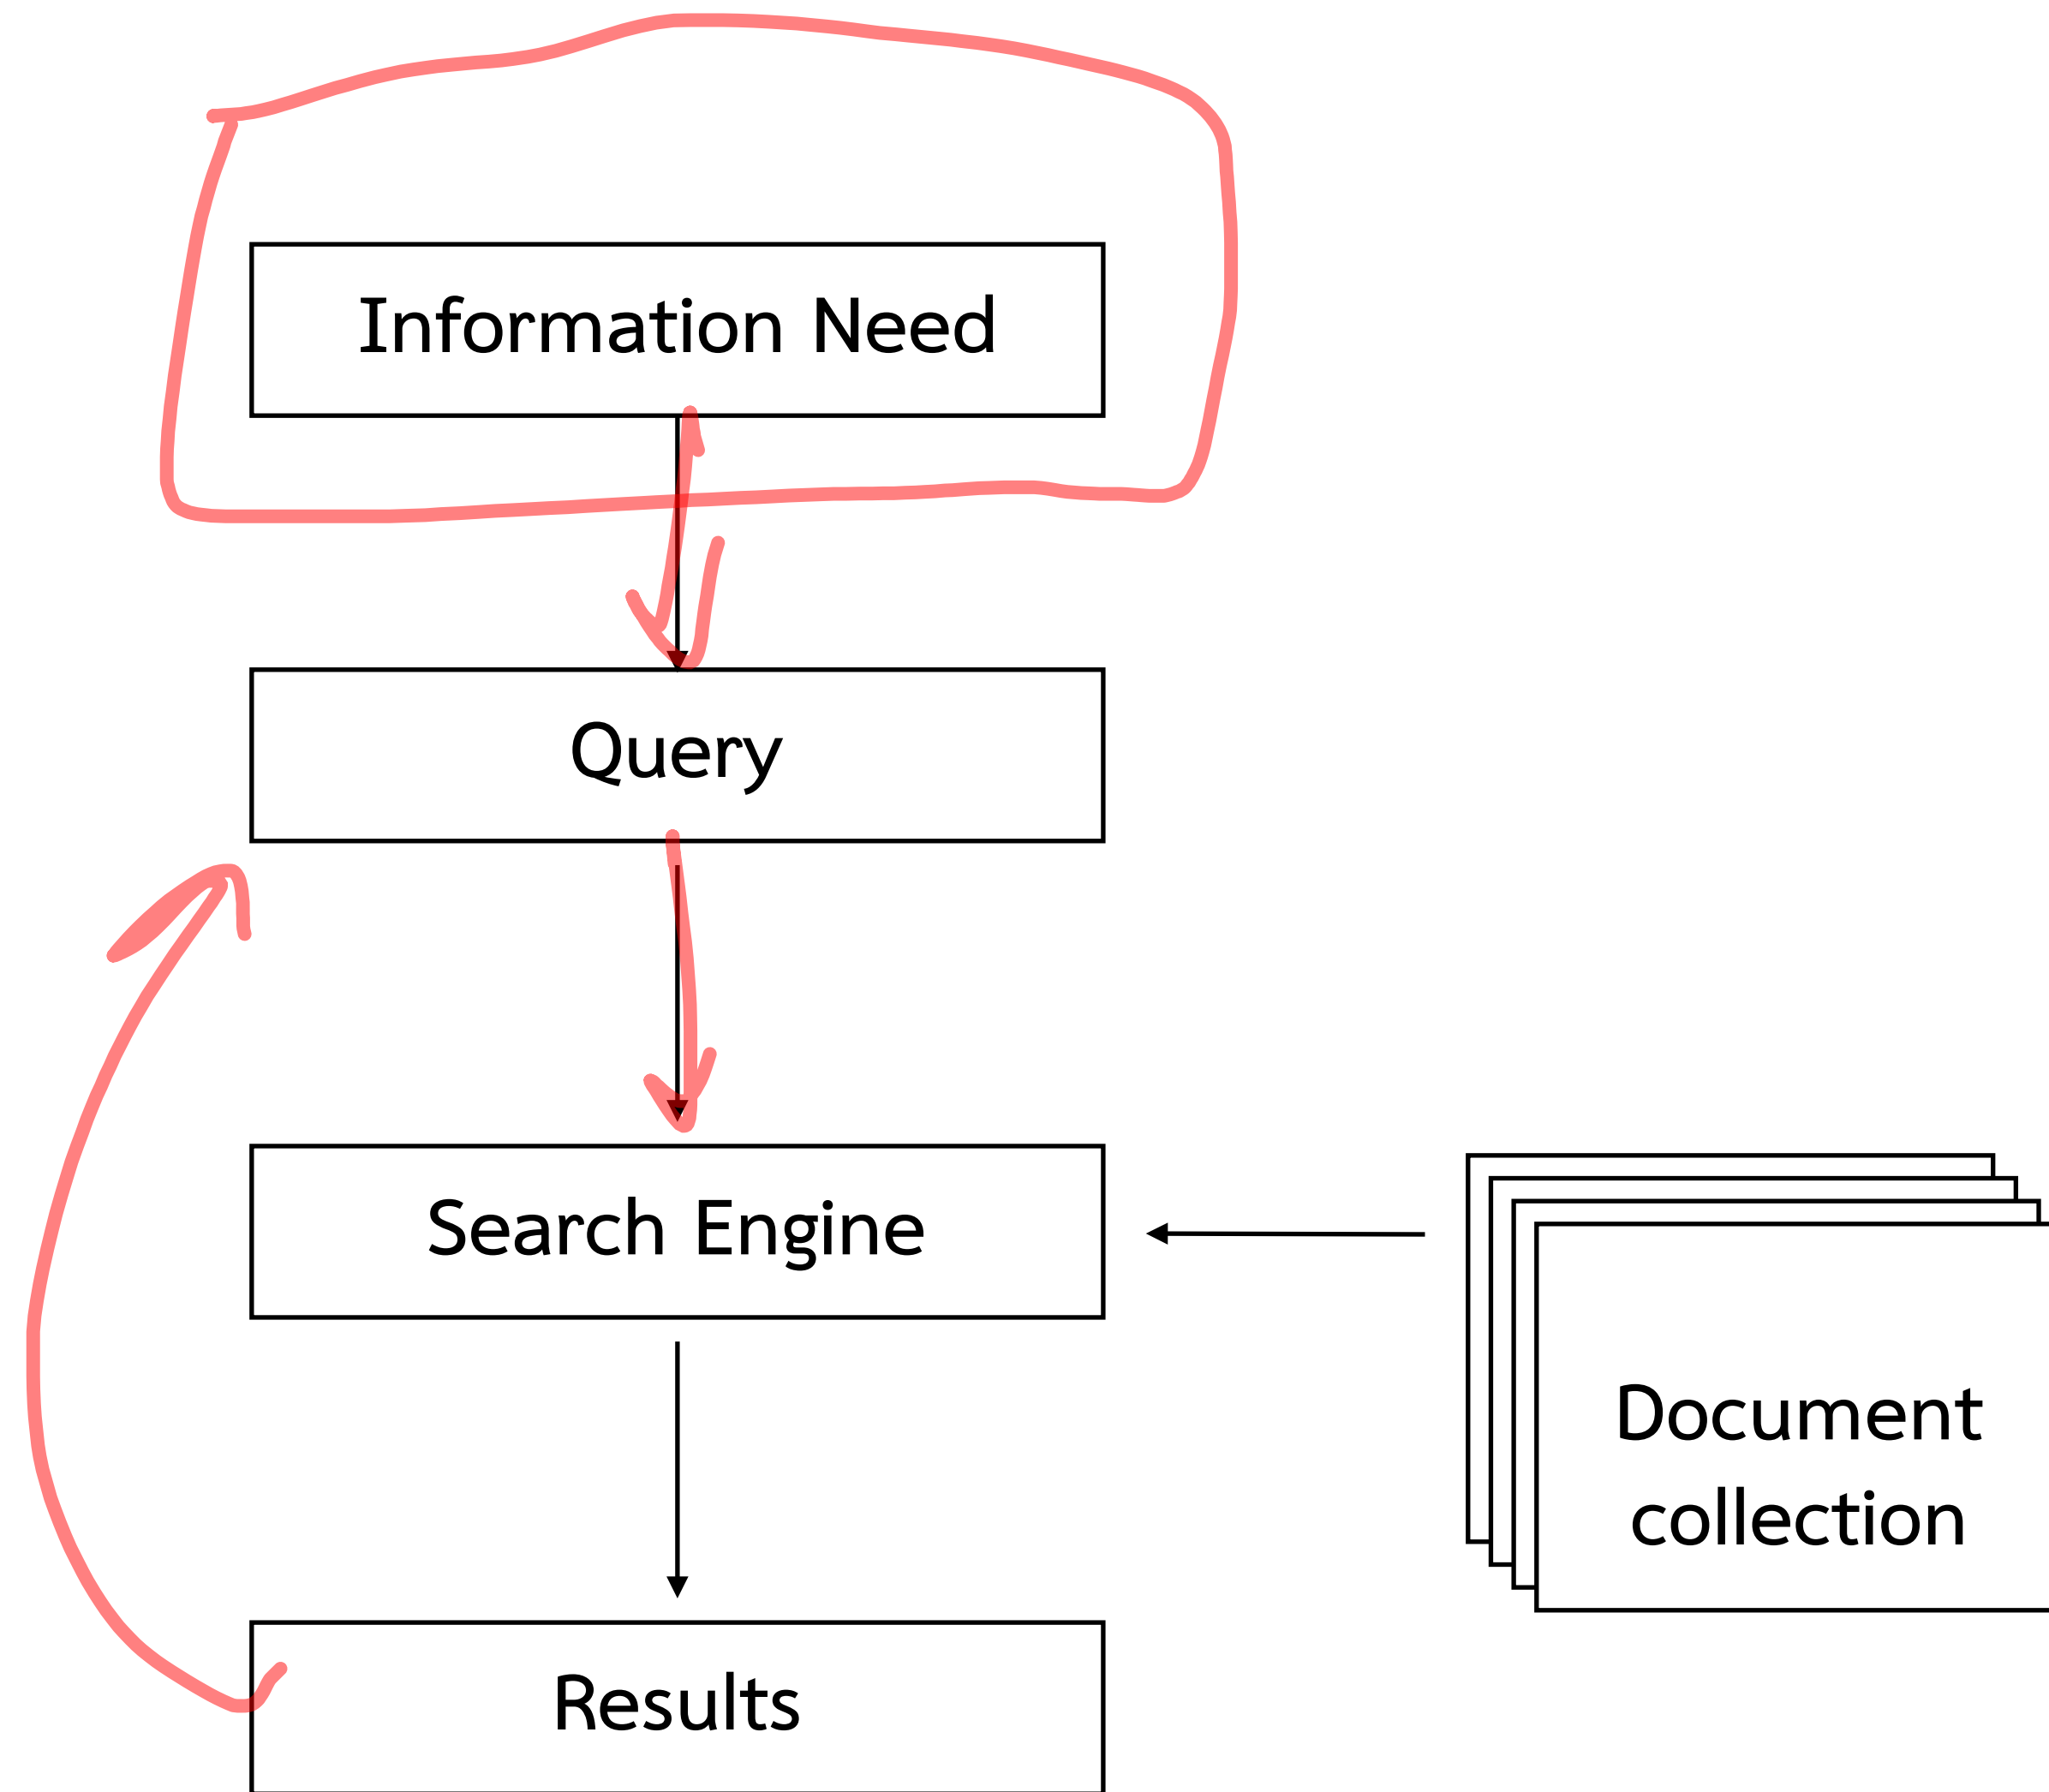 Information Need
Query
Search Engine
Document
collection
Results